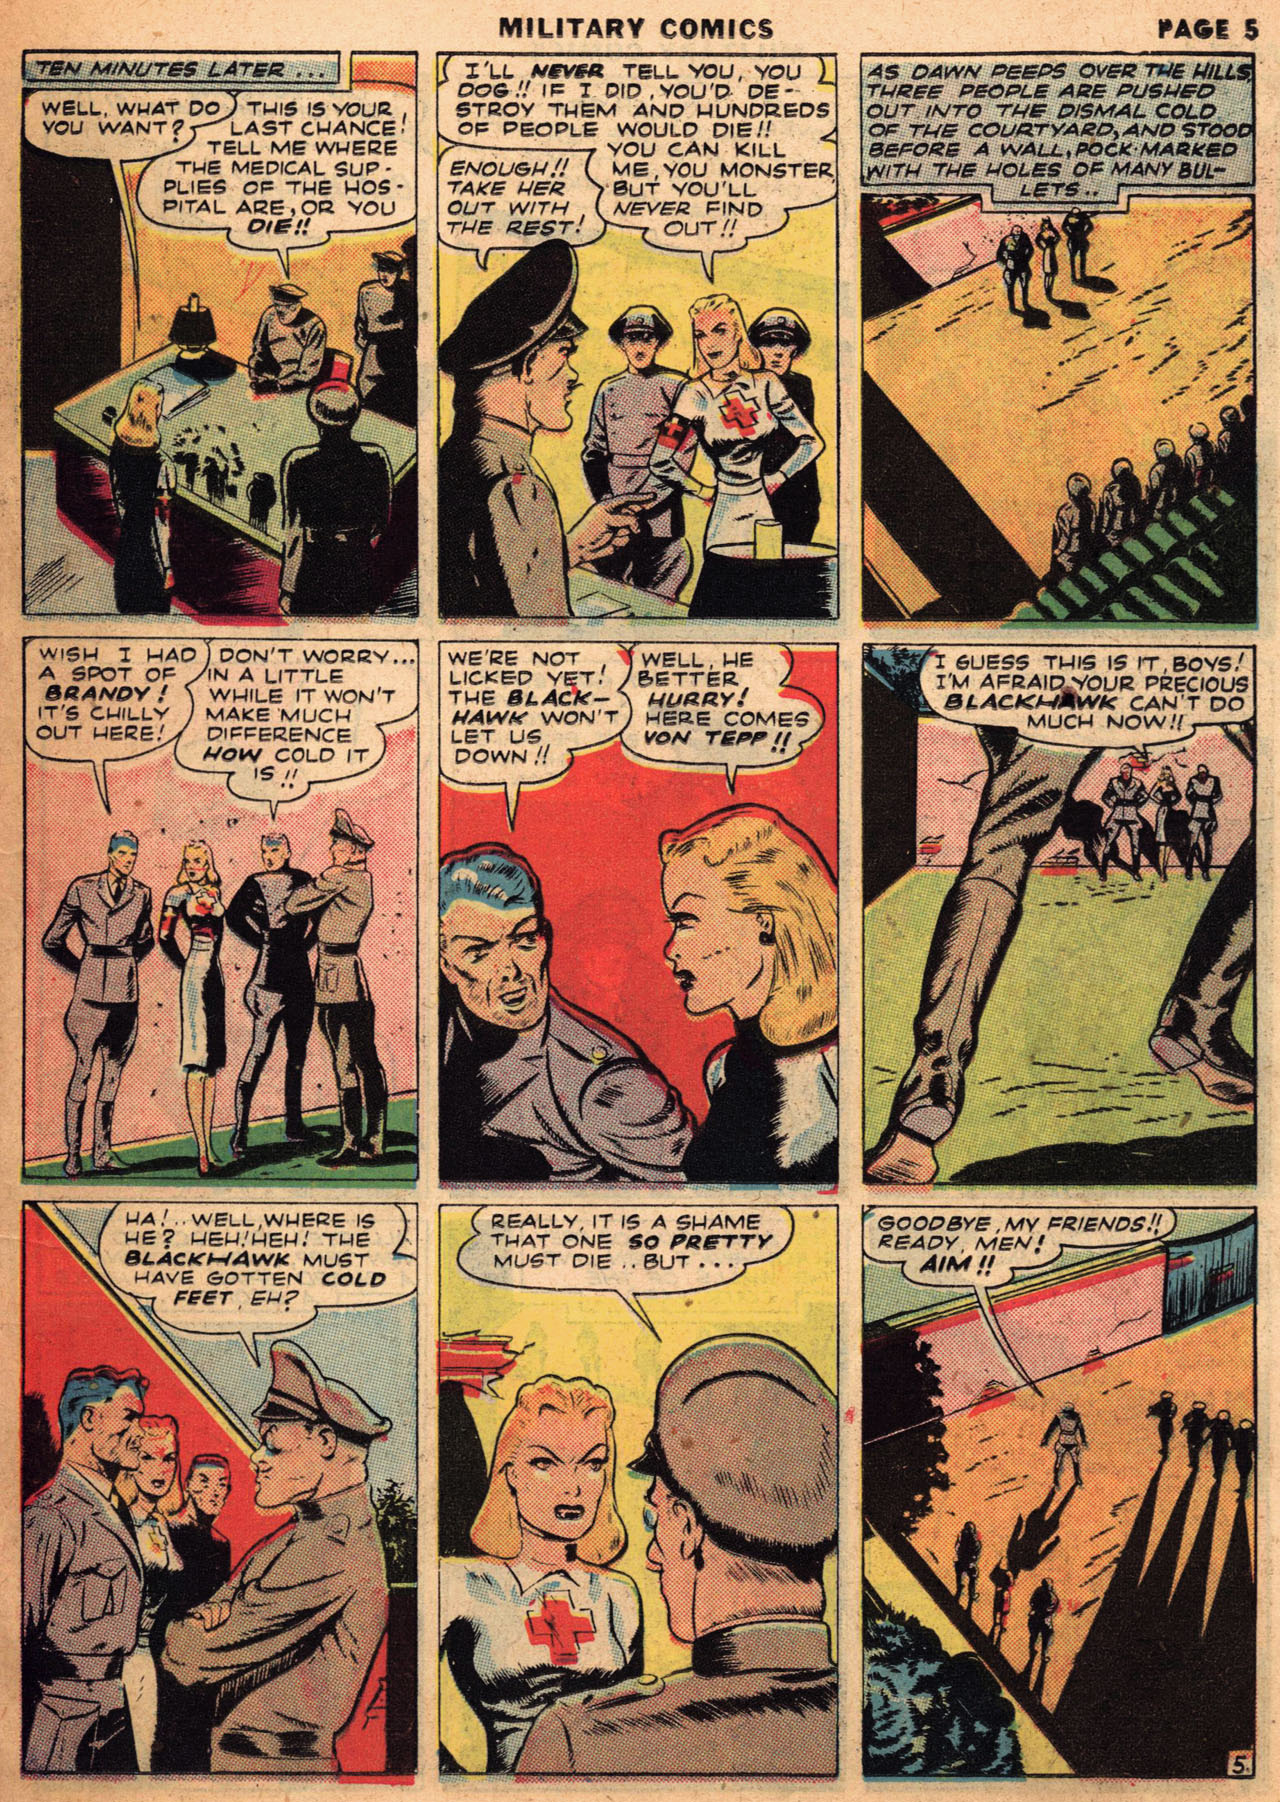 MILITARY COMICS
PAGE 5
TEN MINUTES LATER...
WELL, WHAT DO
YOU WANT?
THIS IS YOUR
LAST CHANCE!
TELL ME WHERE
THE MEDICAL SUP-
PLIES OF THE HOS-
PITAL ARE, OR YOU
DIE!!
I'LL NEVER TELL YOU, YOU
DOG!! IF I DID, YOU'D DE-
STROY THEM AND HUNDREDS
OF PEOPLE WOULD DIE!!
YOU CAN KILL
ME, YOU MONSTER
BUT YOU'LL
NEVER FIND
OUT!!
ENOUGH!!
TAKE HER
OUT WITH
THE REST!
AS DAWN PEEPS OVER THE HILLS,
THREE PEOPLE ARE PUSHED
OUT INTO THE DISMAL COLD
OF THE COURTYARD, AND STOOD
BEFORE A WALL, POCK-MARKED
WITH THE HOLES OF MANY BUL-
LETS..
WISH I HAD
A SPOT OF
BRANDY!
IT'S CHILLY
OUT HERE!
DON'T WORRY...
IN A LITTLE
WHILE IT WON'T
MAKE MUCH
DIFFERENCE
HOW COLD IT
IS!!
WE'RE NOT
LICKED YET!
THE BLACK-
HAWK WON'T
LET US
DOWN!!
WELL, HE
BETTER
HURRY!
HERE COMES
VON TEPP!!
I GUESS THIS IS IT, BOYS!
I'M AFRAID YOUR PRECIOUS
BLACKHAWK CAN'T DO
MUCH NOW!!
HA!.. WELL, WHERE IS
HE? HEH! HEH! THE
BLACKHAWK MUST
HAVE GOTTEN COLD
FEET, EH?
REALLY, IT IS A SHAME
THAT ONE SO PRETTY
MUST DIE.. BUT...
GOODBYE, MY FRIENDS!!
READY, MEN!
AIM!!
5.